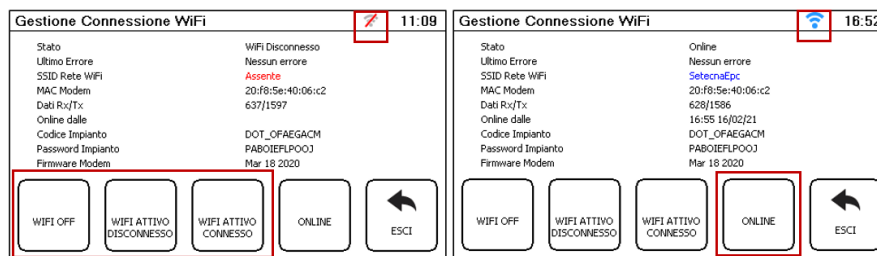 Gestione Connessione WiFi 11:09
Stato WiFi Disconnesso
Ultimo Errore Nessun errore
SSID Rete WiFi Assente
MAC Modem 20:f8:5e:40:06:c2
Dati Rx/Tx 637/1597
Online dalle
Codice Impianto DOT_OFAEGACM
Password Impianto PABOIEFLPOOJ
Firmware Modem Mar 18 2020
WIFI OFF
WIFI ATTIVO
DISCONNESSO
WIFI ATTIVO
CONNESSO
ONLINE
ESCI
Gestione Connessione WiFi 16:52
Stato Online
Ultimo Errore Nessun errore
SSID Rete WiFi SetecnaEpc
MAC Modem 20:f8:5e:40:06:c2
Dati Rx/Tx 628/1586
Online dalle 16:55 16/02/21
Codice Impianto DOT_OFAEGACM
Password Impianto PABOIEFLPOOJ
Firmware Modem Mar 18 2020
WIFI OFF
WIFI ATTIVO
DISCONNESSO
WIFI ATTIVO
CONNESSO
ONLINE
ESCI